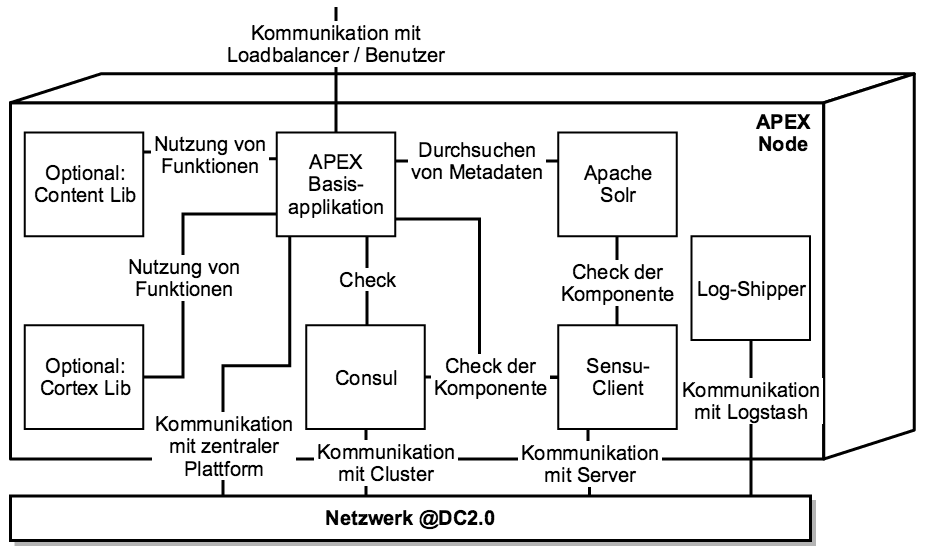 Kommunikation mit
Loadbalancer / Benutzer
APEX
Node
Optional:
Content Lib
Nutzung von
Funktionen
APEX
Basis-
applikation
Durchsuchen
von Metadaten
Apache
Solr
Nutzung von
Funktionen
Check
Check der
Komponente
Log-Shipper
Optional:
Cortex Lib
Consul
Check der
Komponente
Sensu-
Client
Kommunikation
mit Logstash
Kommunikation
mit zentraler
Plattform
Kommunikation
mit Cluster
Kommunikation
mit Server
Netzwerk @DC2.0